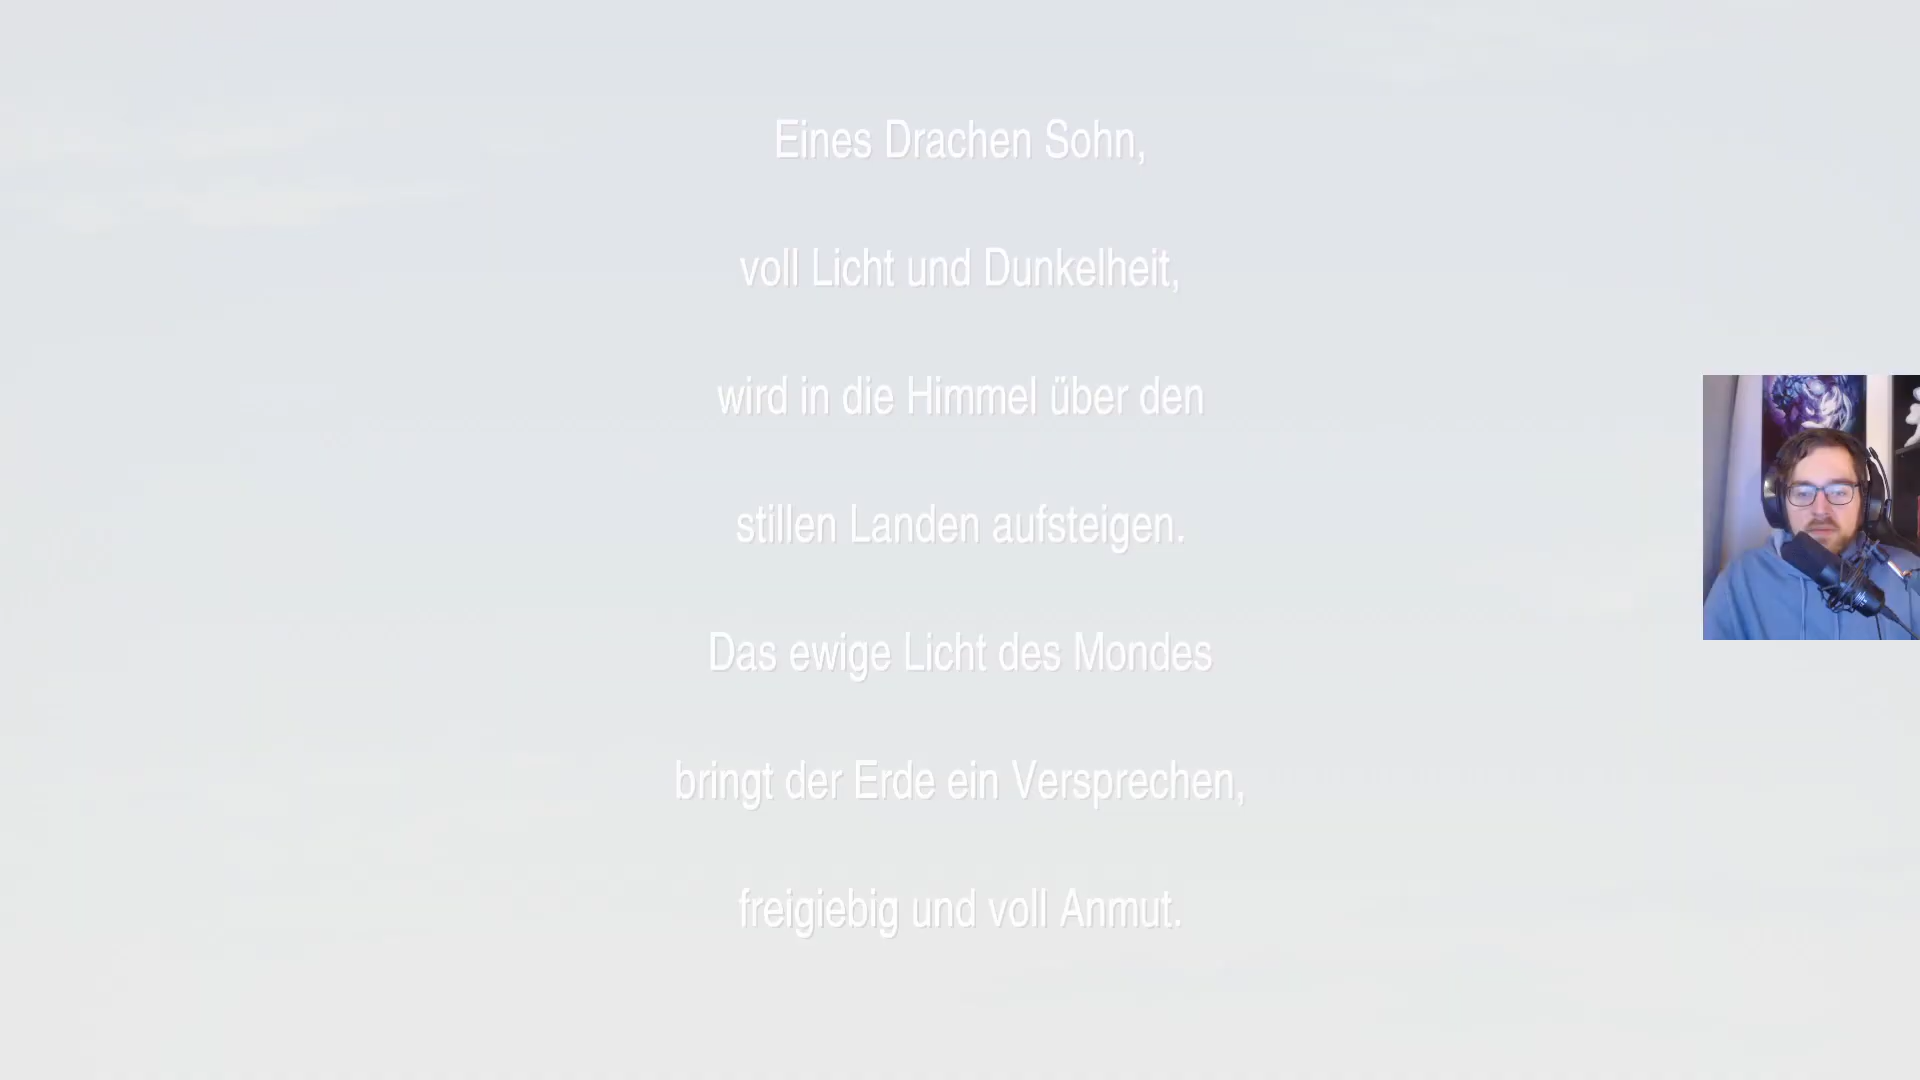 Eines Drachen Sohn,
voll Licht und Dunkelheit,
wird in die Himmel über den
stillen Landen aufsteigen.
Das ewige Licht des Mondes
bringt der Erde ein Versprechen,
freigiebig und voll Anmut.